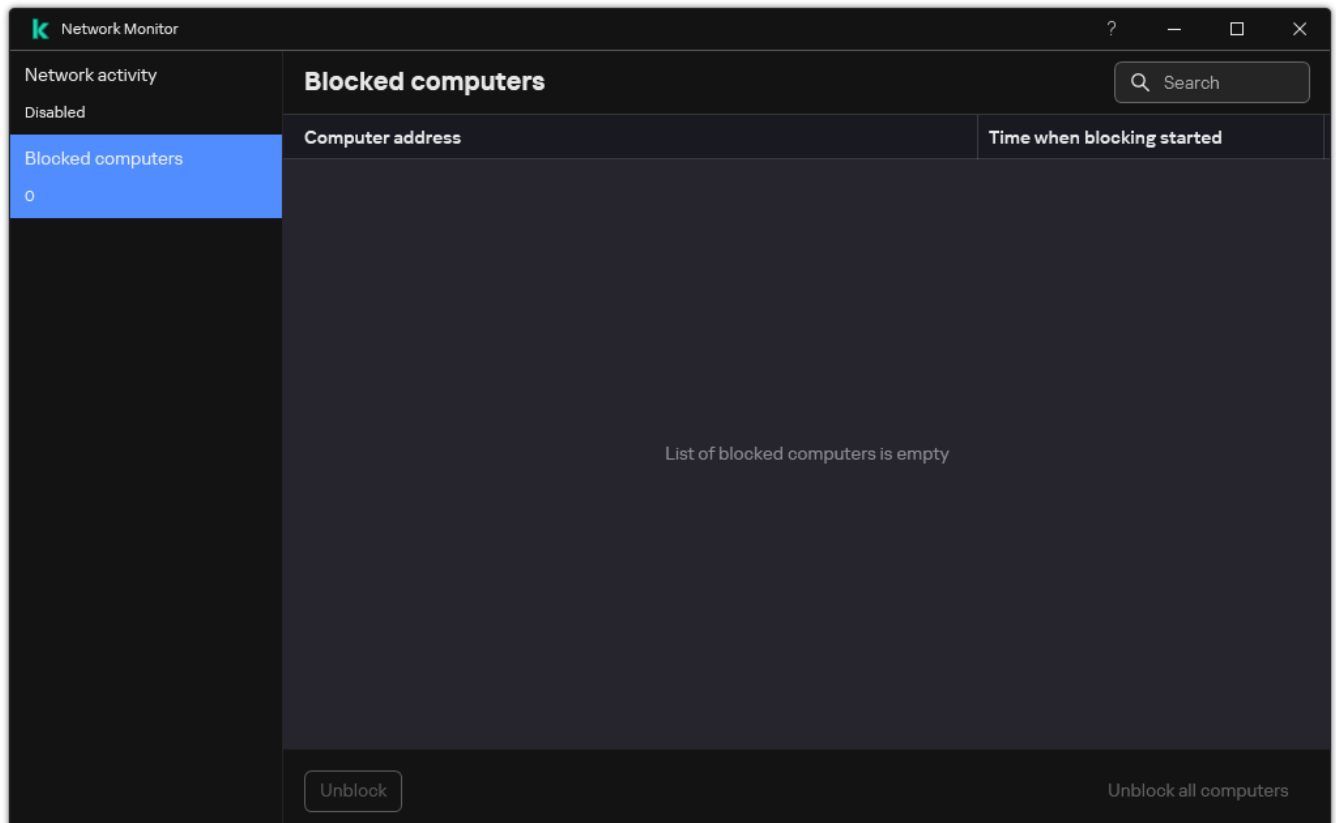 Network Monitor
?
Network activity
Disabled
Blocked computers
0
Blocked computers
Search
Computer address
Time when blocking started
List of blocked computers is empty
Unblock
Unblock all computers